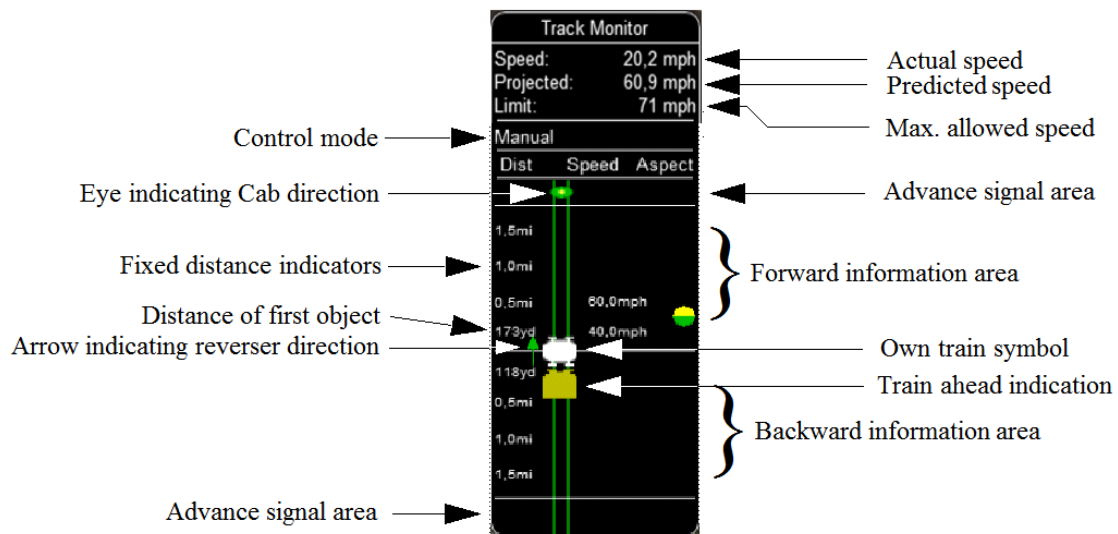 Track Monitor
Speed: 20,2 mph Actual speed
Projected: 60,9 mph Predicted speed
Limit: 71 mph Max. allowed speed
Control mode Manual
Dist Speed Aspect
Eye indicating Cab direction Advance signal area
1,5mi
Fixed distance indicators 1,0mi Forward information area
0,5mi 60,0mph
Distance of first object 173yd 40,0mph
Arrow indicating reverser direction Own train symbol
118yd Train ahead indication
0,5mi
1,0mi Backward information area
1,5mi
Advance signal area